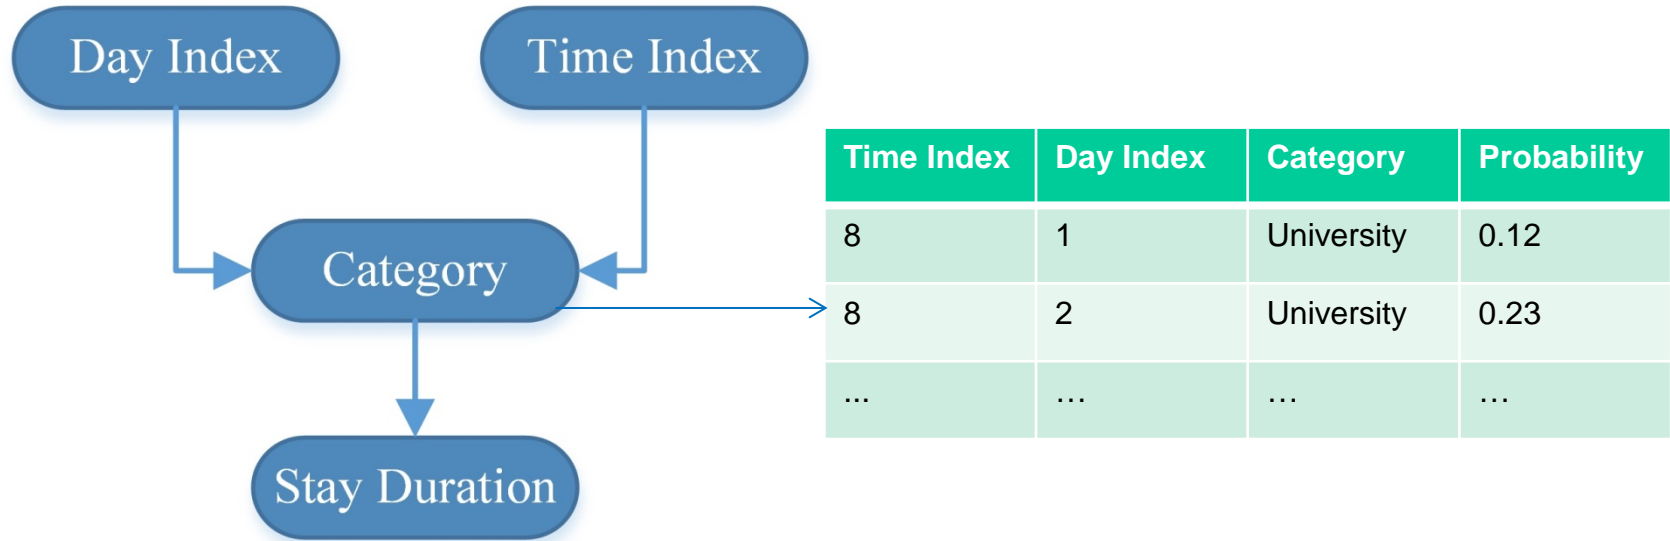 Day Index
Time Index
Category
Stay Duration
Time Index Day Index Category Probability
8 1 University 0.12
8 2 University 0.23
... … … …